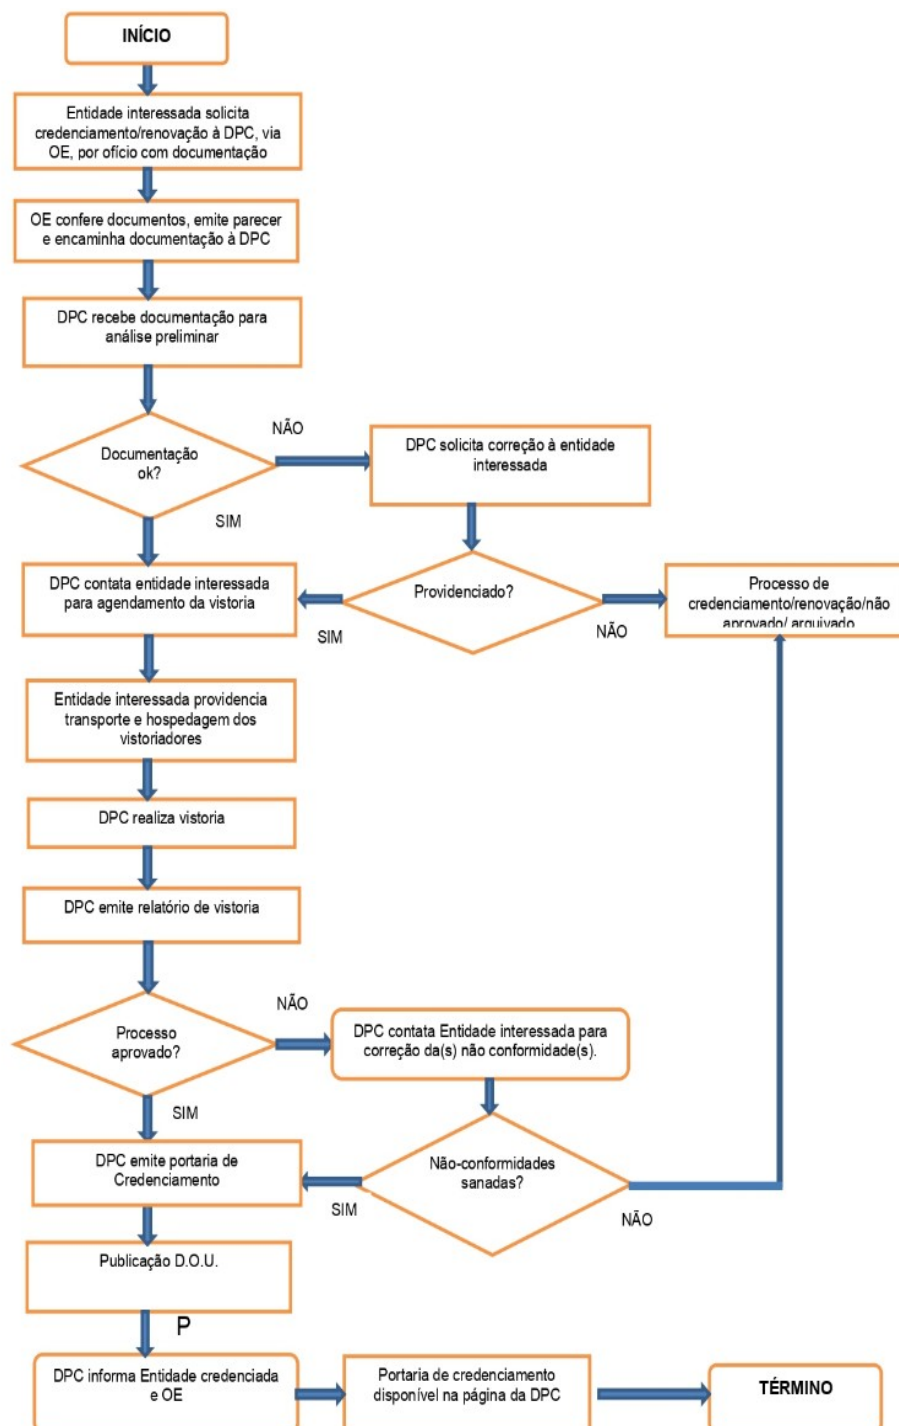 INÍCIO
Entidade interessada solicita
credenciamento/renovação à DPC, via
OE, por ofício com documentação
OE confere documentos, emite parecer
e encaminha documentação à DPC
DPC recebe documentação para
análise preliminar
Documentação
ok?
NÃO
DPC solicita correção à entidade
interessada
SIM
DPC contata entidade interessada
para agendamento da vistoria
Providenciado?
SIM
NÃO
Processo de
credenciamento/renovação/não
aprovado/ arquivado
Entidade interessada providencia
transporte e hospedagem dos
vistoriadores
DPC realiza vistoria
DPC emite relatório de vistoria
Processo
aprovado?
NÃO
DPC contata Entidade interessada para
correção da(s) não conformidade(s).
SIM
DPC emite portaria de
Credenciamento
Não-conformidades
sanadas?
SIM
NÃO
Publicação D.O.U.
P
DPC informa Entidade credenciada
e OE
Portaria de credenciamento
disponível na página da DPC
TÉRMINO